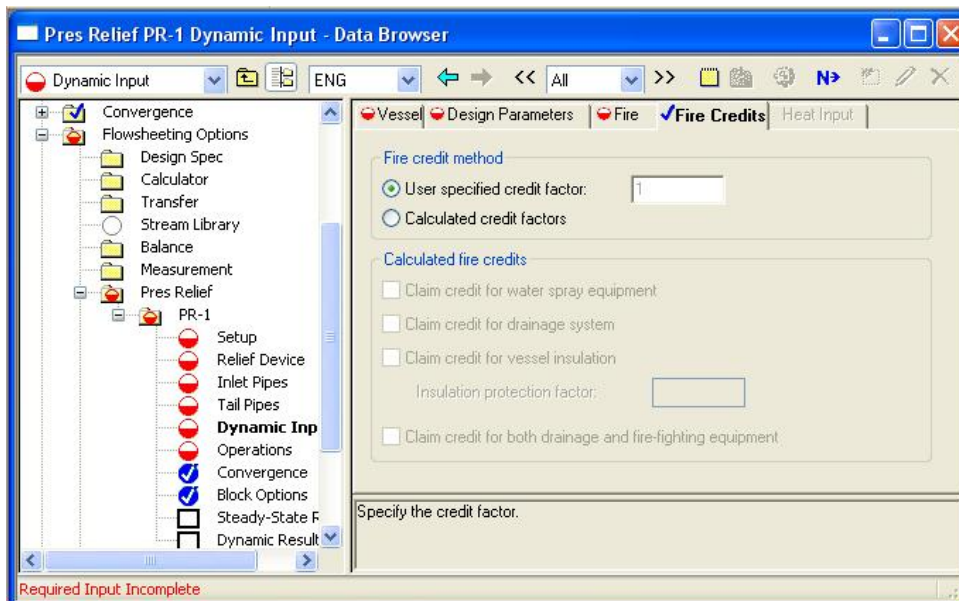 Pres Relief PR-1 Dynamic Input - Data Browser
Dynamic Input ENG << All >> N
Convergence
Flowsheeting Options
Design Spec
Calculator
Transfer
Stream Library
Balance
Measurement
Pres Relief
PR-1
Setup
Relief Device
Inlet Pipes
Tail Pipes
Dynamic Inp
Operations
Convergence
Block Options
Steady-State R
Dynamic Result
Vessel Design Parameters Fire Fire Credits Heat Input
Fire credit method
User specified credit factor: 1
Calculated credit factors
Calculated fire credits
Claim credit for water spray equipment
Claim credit for drainage system
Claim credit for vessel insulation
Insulation protection factor:
Claim credit for both drainage and fire-fighting equipment
Specify the credit factor.
Required Input Incomplete